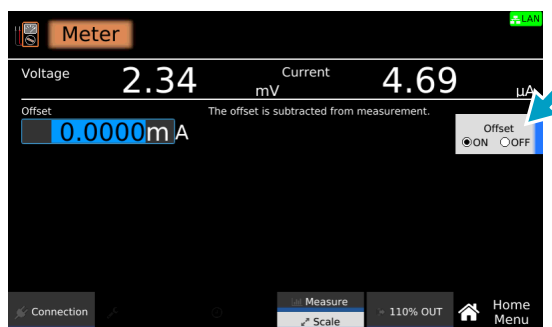 LAN
Meter
Voltage 2.34 mV Current 4.69 µA
Offset The offset is subtracted from measurement.
0.0000m A
Offset
ON OFF
Connection
Measure
Scale
110% OUT
Home
Menu